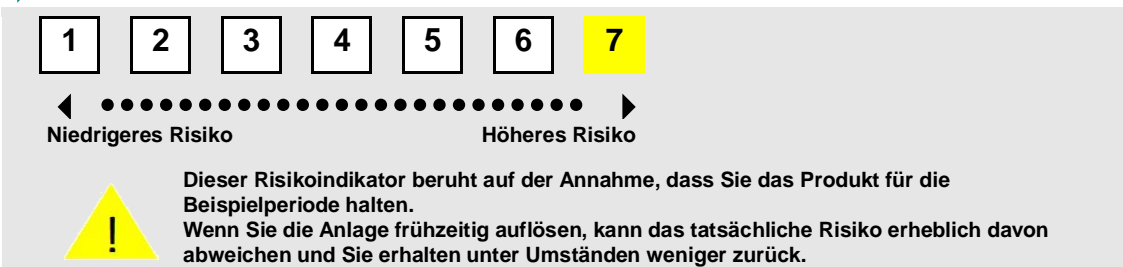 1 2 3 4 5 6 7
Niedrigeres Risiko Höheres Risiko
Dieser Risikoindikator beruht auf der Annahme, dass Sie das Produkt für die
Beispielperiode halten.
! Wenn Sie die Anlage frühzeitig auflösen, kann das tatsächliche Risiko erheblich davon
abweichen und Sie erhalten unter Umständen weniger zurück.